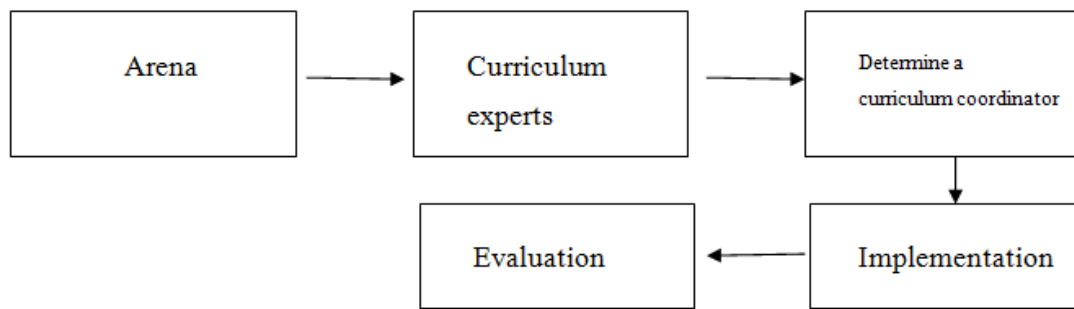 Arena
Curriculum
experts
Determine a
curriculum coordinator
Implementation
Evaluation